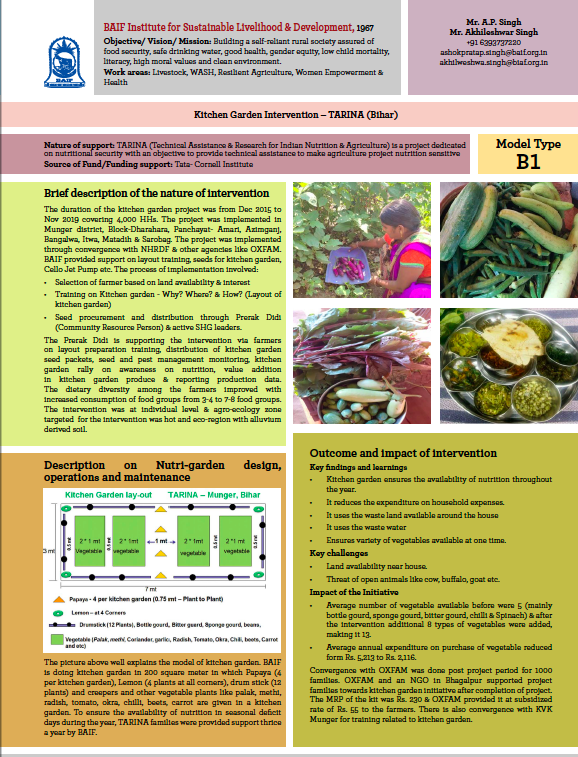 BAIF
BAIF Institute for Sustainable Livelihood & Development, 1967
Objective/ Vision/ Mission: Building a self-reliant rural society assured of
food security, safe drinking water, good health, gender equity, low child mortality,
literacy, high moral values and clean environment.
Work areas: Livestock, WASH, Resilient Agriculture, Women Empowerment &
Health
Mr. A.P. Singh
Mr. Akhileshwar Singh
+91 6393737220
ashokpratap.singh@baif.org.in
akhilweshwa.singh@baif.org.in
Kitchen Garden Intervention – TARINA (Bihar)
Nature of support: TARINA (Technical Assistance & Research for Indian Nutrition & Agriculture) is a project dedicated
on nutritional security with an objective to provide technical assistance to make agriculture project nutrition sensitive
Source of Fund/Funding support: Tata- Cornell Institute
Model Type
B1
Brief description of the nature of intervention
The duration of the kitchen garden project was from Dec 2015 to
Nov 2019 covering 4,000 HHs. The project was implemented in
Munger district, Block-Dharahara, Panchayat- Amari, Azimganj,
Bangalwa, Itwa, Matadih & Sarobag. The project was implemented
through convergence with NHRDF & other agencies like OXFAM.
BAIF provided support on layout training, seeds for kitchen garden,
Cello Jet Pump etc. The process of implementation involved:
• Selection of farmer based on land availability & interest
• Training on Kitchen garden - Why? Where? & How? (Layout of
kitchen garden)
• Seed procurement and distribution through Prerak Didi
(Community Resource Person) & active SHG leaders.
The Prerak Didi is supporting the intervention via farmers
on layout preparation training, distribution of kitchen garden
seed packets, seed and pest management monitoring, kitchen
garden rally on awareness on nutrition, value addition
in kitchen garden produce & reporting production data.
The dietary diversity among the farmers improved with
increased consumption of food groups from 3-4 to 7-8 food groups.
The intervention was at individual level & agro-ecology zone
targeted for the intervention was hot and eco-region with alluvium
derived soil.
Description on Nutri-garden design,
operations and maintenance
Kitchen Garden lay-out TARINA – Munger, Bihar
3 mt
0.5 mt
2 * 1 mt
vegetable
2 * 1 mt
vegetable
1 mt
2 * 1 mt
vegetable
2 * 1 mt
vegetable
0.5 mt
7 mt
Papaya - 4 per kitchen garden (0.75 mt – Plant to Plant)
Lemon – at 4 Corners
Drumstick (12 Plants), Bottle gourd, Bitter guard, Sponge gourd, beans,
Vegetable (Palak, methi, Coriander, garlic, Radish, Tomato, Okra, Chili, beets, Carrot
and etc)
The picture above well explains the model of kitchen garden. BAIF
is doing kitchen garden in 200 square meter in which Papaya (4
per kitchen garden), Lemon (4 plants at all corners), drum stick (12
plants) and creepers and other vegetable plants like palak, methi,
radish, tomato, okra, chilli, beets, carrot are given in a kitchen
garden. To ensure the availability of nutrition in seasonal deficit
days during the year, TARINA families were provided support thrice
a year by BAIF.
Outcome and impact of intervention
Key findings and learnings
• Kitchen garden ensures the availability of nutrition throughout
the year.
• It reduces the expenditure on household expenses.
• It uses the waste land available around the house
• It uses the waste water
• Ensures variety of vegetables available at one time.
Key challenges
• Land availability near house.
• Threat of open animals like cow, buffalo, goat etc.
Impact of the Initiative
• Average number of vegetable available before were 5 (mainly
bottle gourd, sponge gourd, bitter gourd, chilli & Spinach) & after
the intervention additional 8 types of vegetables were added,
making it 13.
• Average annual expenditure on purchase of vegetable reduced
form Rs. 5,213 to Rs. 2,116.
Convergence with OXFAM was done post project period for 1000
families. OXFAM and an NGO in Bhagalpur supported project
families towards kitchen garden initiative after completion of project.
The MRP of the kit was Rs. 230 & OXFAM provided it at subsidized
rate of Rs. 55 to the farmers. There is also convergence with KVK
Munger for training related to kitchen garden.